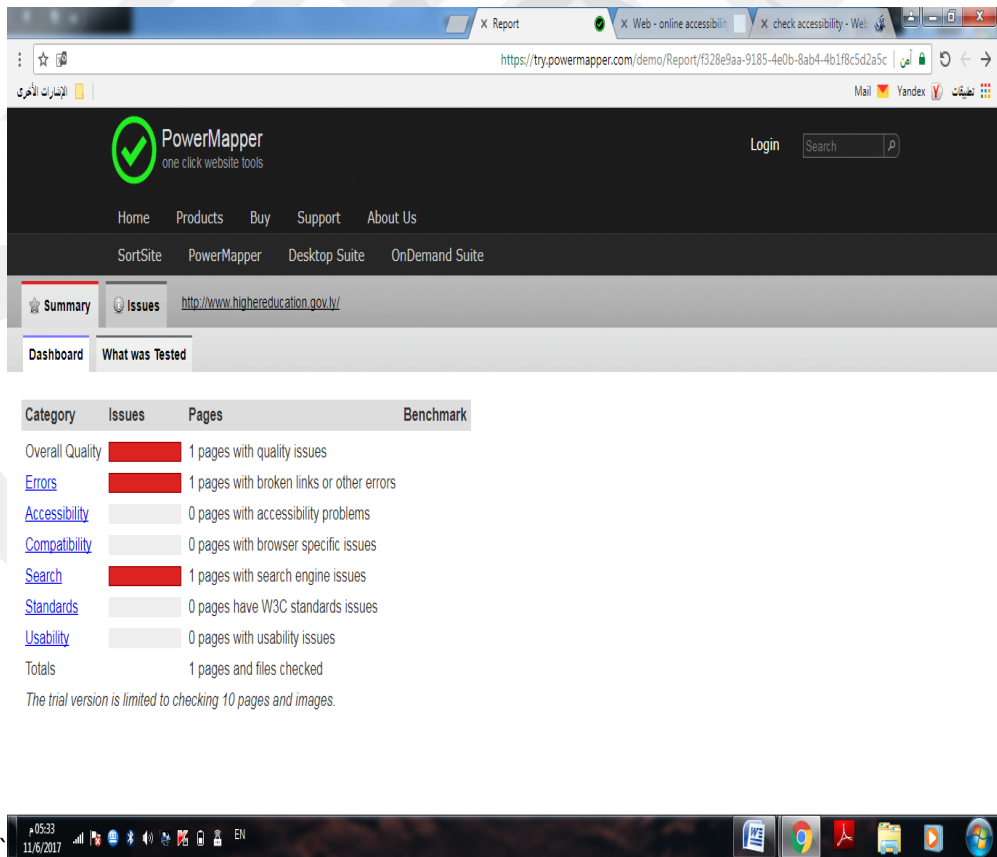 Report
Web - online accessibilit
check accessibility - Web
https://try.powermapper.com/demo/Report/f328e9aa-9185-4e0b-8ab4-4b1f8c5d2a5c | آمن
الإشارات الأخرى
Mail
Yandex
تطبيقات
PowerMapper
one click website tools
Login
Search
Home Products Buy Support About Us
SortSite PowerMapper Desktop Suite OnDemand Suite
Summary Issues http://www.highereducation.gov.ly/
Dashboard What was Tested
Category Issues Pages Benchmark
Overall Quality 1 pages with quality issues
Errors 1 pages with broken links or other errors
Accessibility 0 pages with accessibility problems
Compatibility 0 pages with browser specific issues
Search 1 pages with search engine issues
Standards 0 pages have W3C standards issues
Usability 0 pages with usability issues
Totals 1 pages and files checked
The trial version is limited to checking 10 pages and images.
05:33 م
11/6/2017
EN